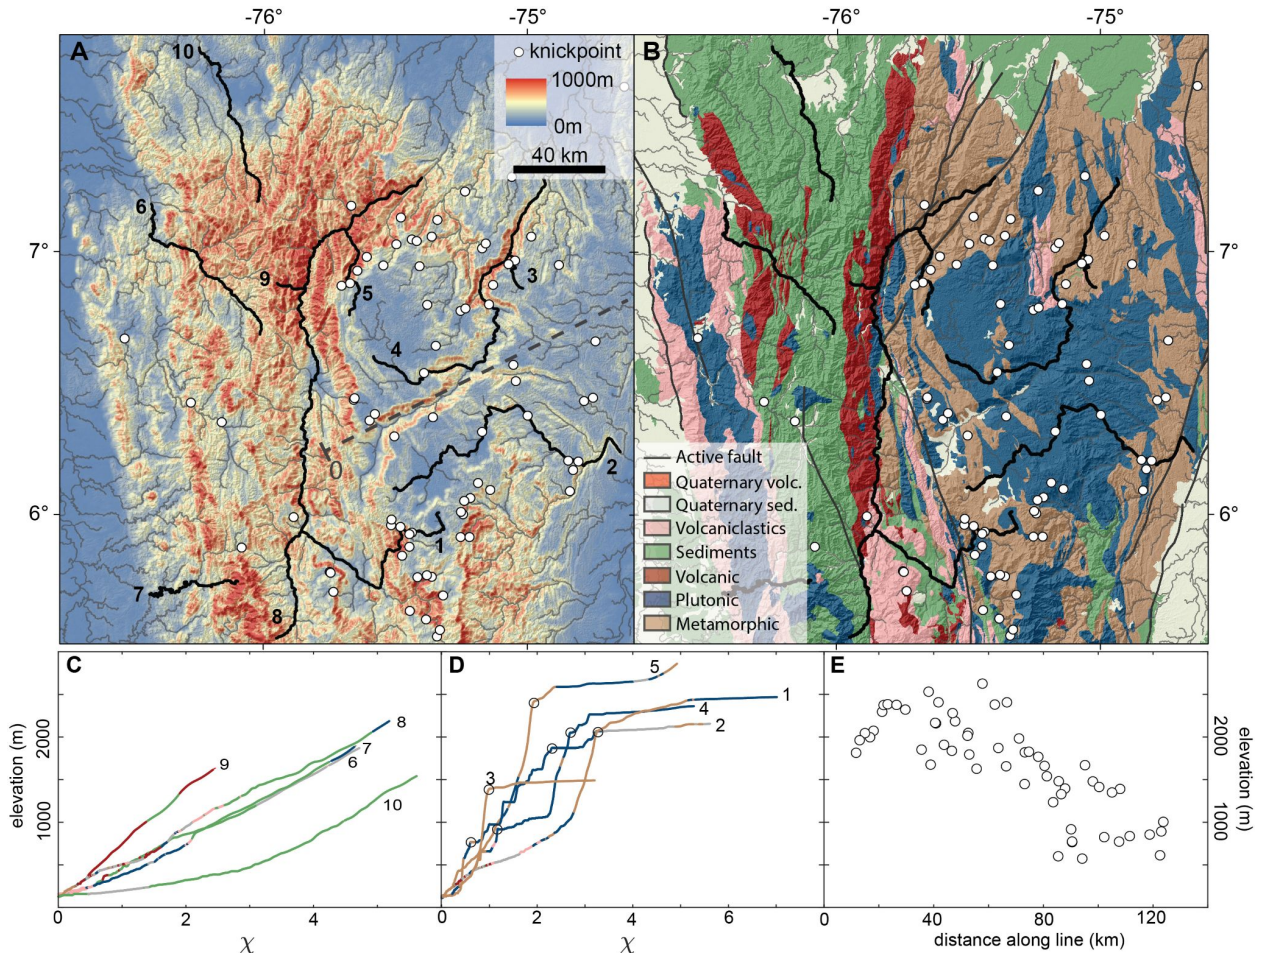 -76° -75° -76° -75°
A
10
knickpoint
1000m
0m
40 km
6
7°
9
5
3
4
0
2
6°
1
7
8
B
7°
6°
Active fault
Quaternary volc.
Quaternary sed.
Volcaniclastics
Sediments
Volcanic
Plutonic
Metamorphic
C
9
8
7
6
10
elevation (m)
2000
1000
0 2 4
χ
D
5
1
4
2
3
0 2 4 6
χ
E
2000
1000
elevation (m)
0 40 80 120
distance along line (km)